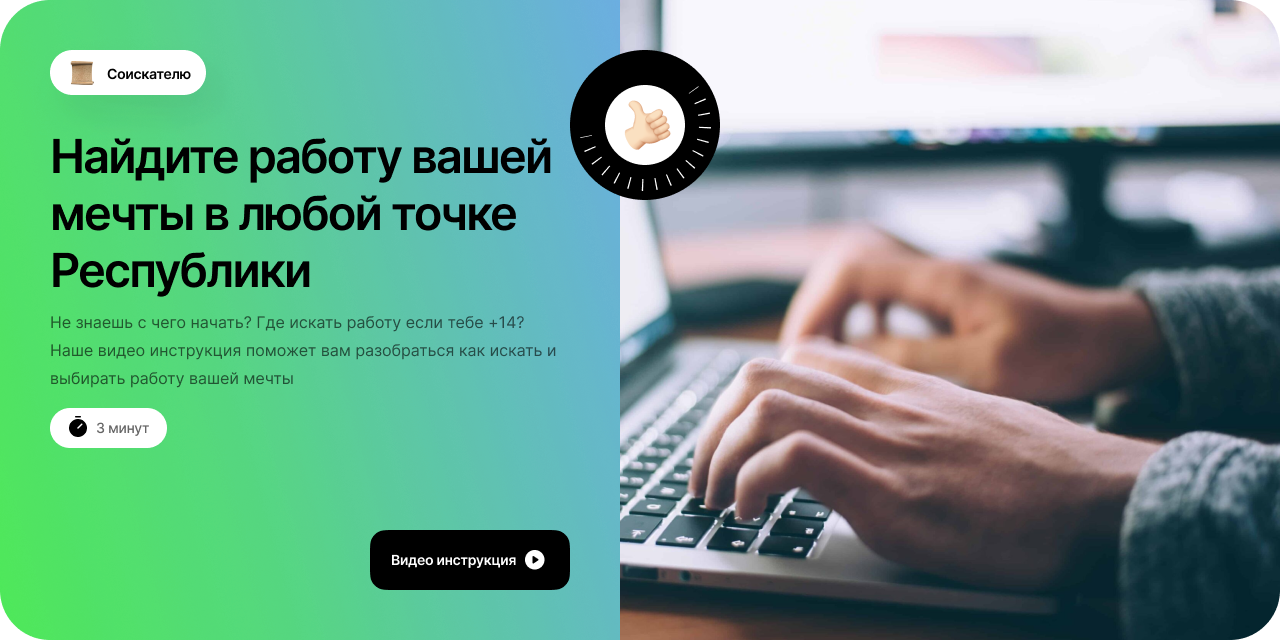 Соискателю
Найдите работу вашей
мечты в любой точке
Республики
Не знаешь с чего начать? Где искать работу если тебе +14?
Наше видео инструкция поможет вам разобраться как искать и
выбирать работу вашей мечты
3 минут
Видео инструкция